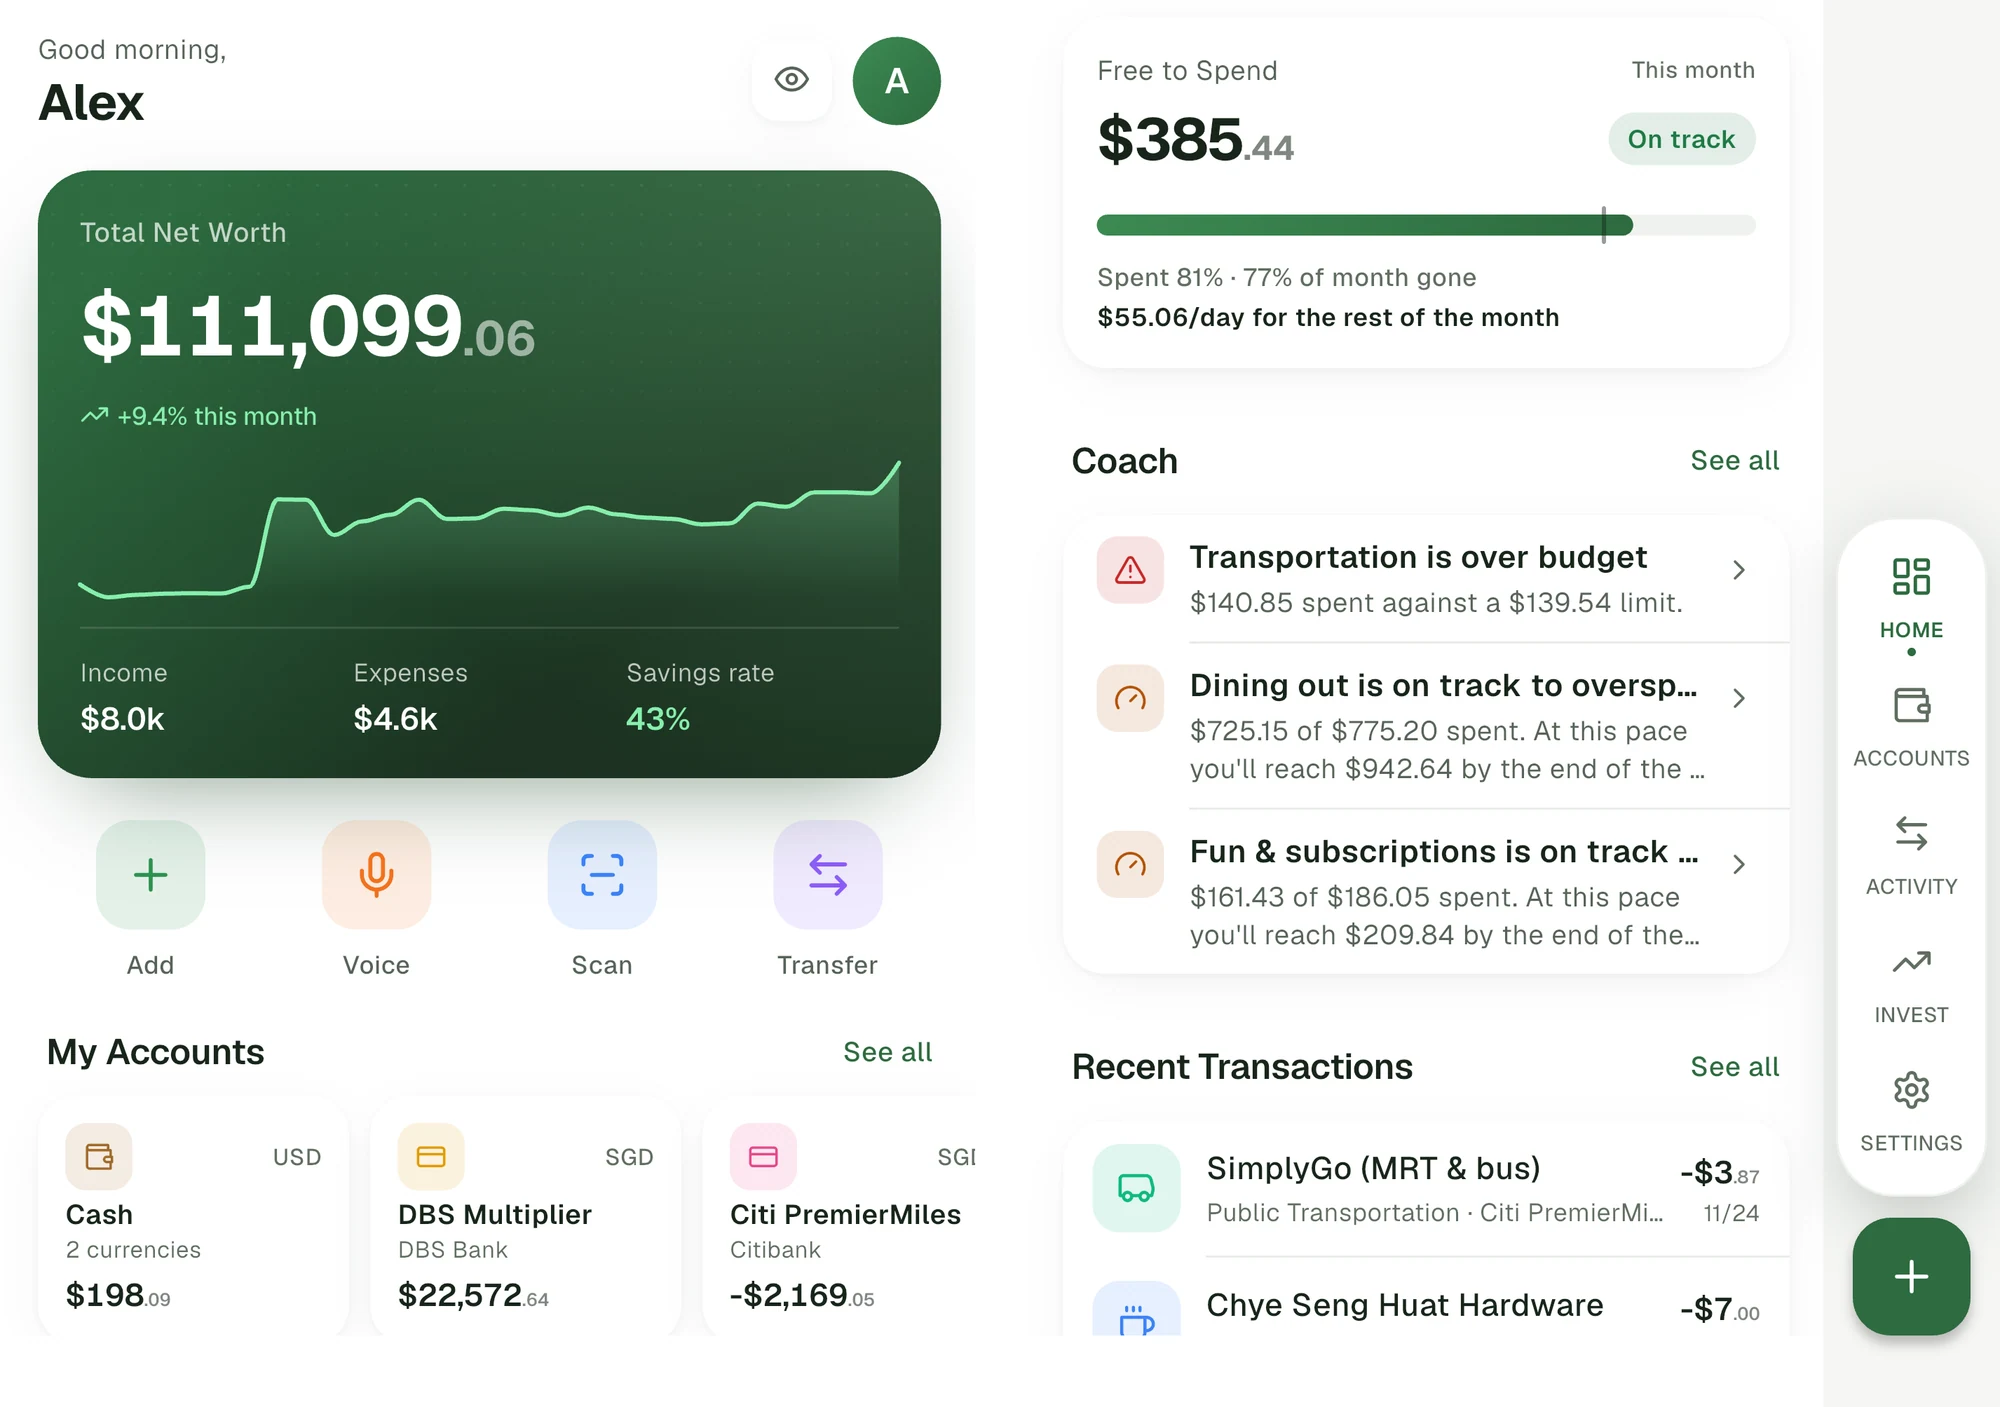 Good morning,
Alex
A
Total Net Worth
$111,099.06
+9.4% this month
Income
Expenses
Savings rate
$8.0k
$4.6k
43%
Add
Voice
Scan
Transfer
My Accounts
See all
USD
Cash
2 currencies
$198.09
SGD
DBS Multiplier
DBS Bank
$22,572.64
SGD
Citi PremierMiles
Citibank
-$2,169.05
Free to Spend
This month
$385.44
On track
Spent 81% · 77% of month gone
$55.06/day for the rest of the month
Coach
See all
Transportation is over budget
$140.85 spent against a $139.54 limit.
Dining out is on track to oversp...
$725.15 of $775.20 spent. At this pace
you'll reach $942.64 by the end of the ...
Fun & subscriptions is on track ...
$161.43 of $186.05 spent. At this pace
you'll reach $209.84 by the end of the...
Recent Transactions
See all
SimplyGo (MRT & bus)
-$3.87
Public Transportation · Citi PremierMi...
11/24
Chye Seng Huat Hardware
-$7.00
HOME
ACCOUNTS
ACTIVITY
INVEST
SETTINGS